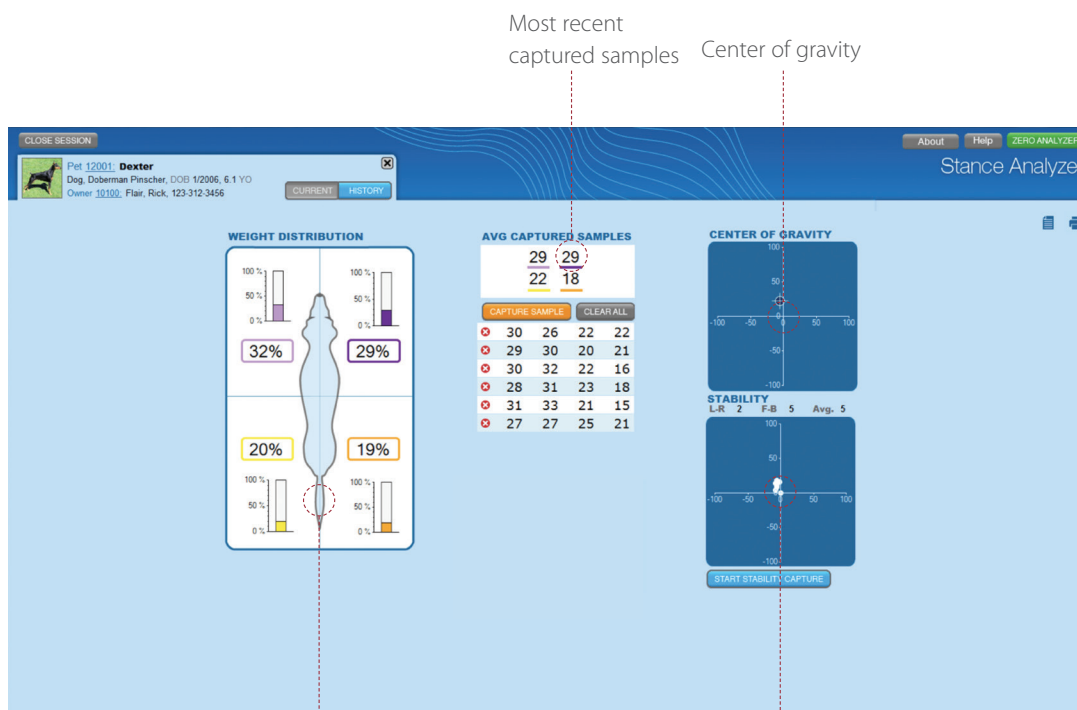 Most recent
captured samples
Center of gravity
CLOSE SESSION
About
Help
ZERO ANALYZER
Pet 12001: Dexter
Dog, Doberman Pinscher, DOB 1/2006, 6.1 YO
Owner 10100: Flair, Rick, 123-312-3456
CURRENT
HISTORY
Stance Analyze
WEIGHT DISTRIBUTION
100 %
50 %
0 %
100 %
50 %
0 %
32%
29%
20%
19%
100 %
50 %
0 %
100 %
50 %
0 %
AVG CAPTURED SAMPLES
29 29
22 18
CAPTURE SAMPLE
CLEAR ALL
30 26 22 22
29 30 20 21
30 32 22 16
28 31 23 18
31 33 21 15
27 27 25 21
CENTER OF GRAVITY
100
50
-100 -50 0 50 100
-50
-100
STABILITY
L-R 2 F-B 5 Avg. 5
100
50
-100 -50 0 50 100
-50
-100
START STABILITY CAPTURE